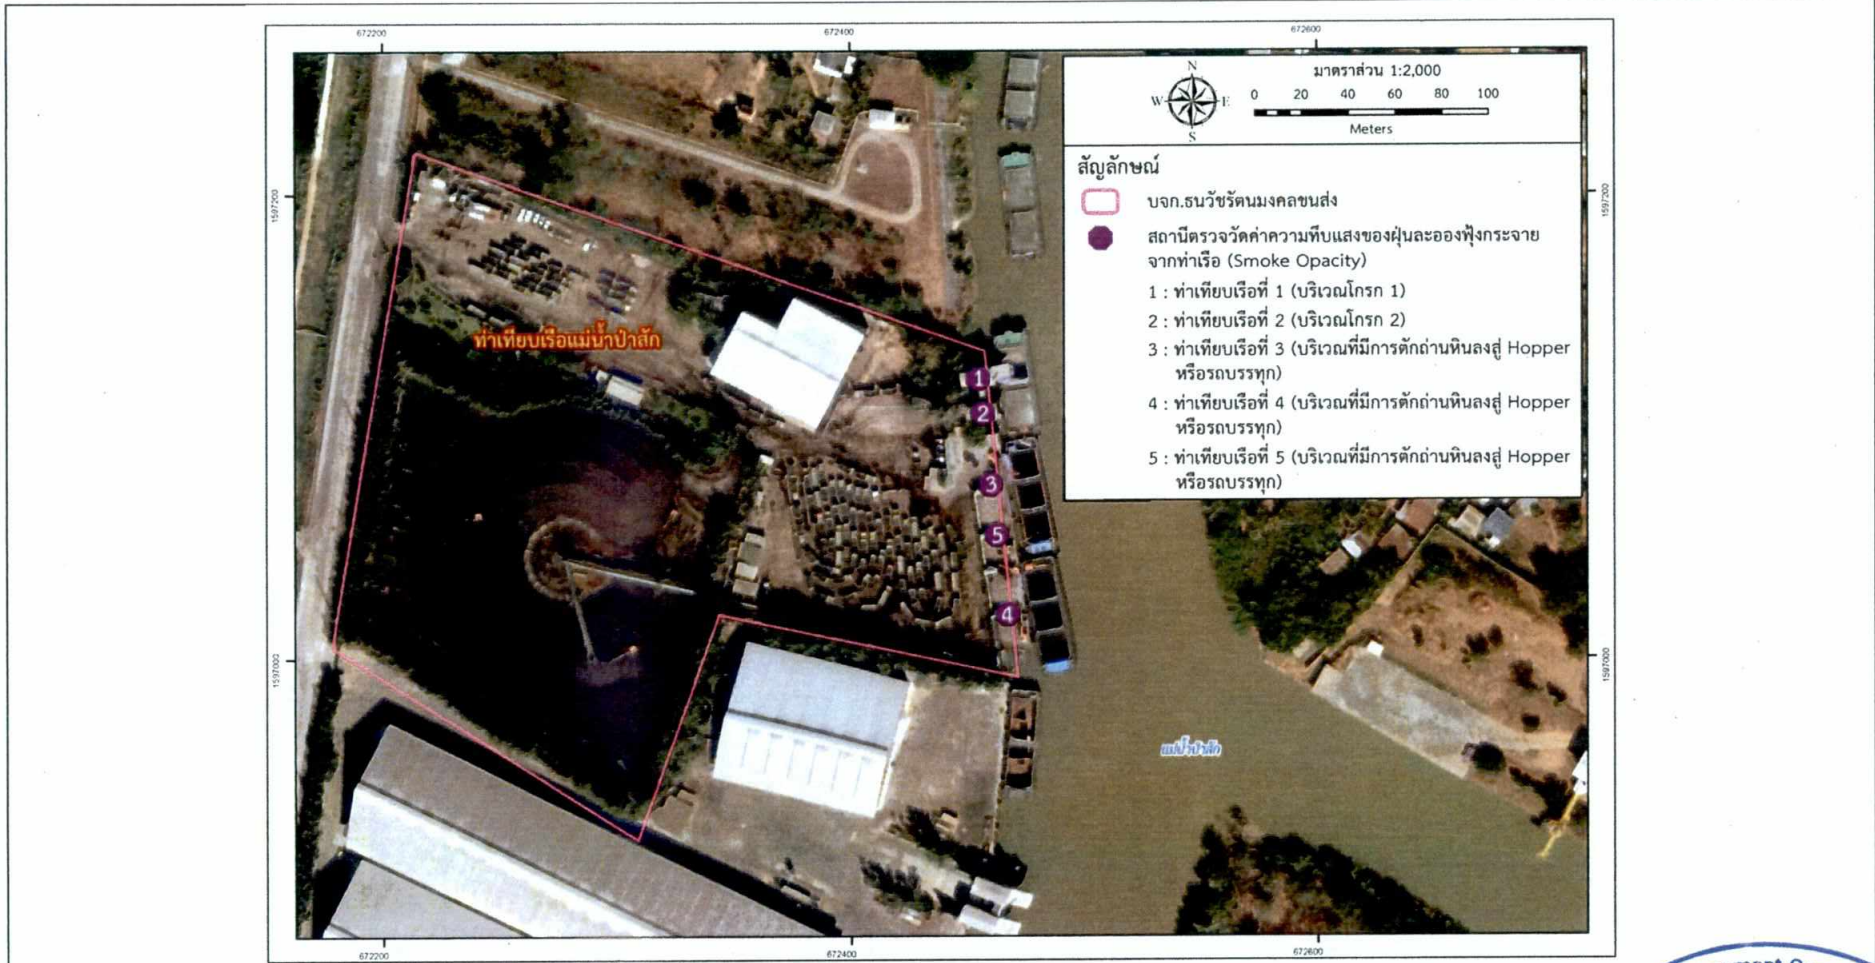 672200
672400
672600
N
W E
S
มาตราส่วน 1:2,000
0 20 40 60 80 100
Meters
สัญลักษณ์
บจก.ธนวัชรัตนมงคลขนส่ง
สถานีตรวจวัดค่าความทึบแสงของฝุ่นละอองฟุ้งกระจาย
จากท่าเรือ (Smoke Opacity)
1 : ท่าเทียบเรือที่ 1 (บริเวณโกรก 1)
2 : ท่าเทียบเรือที่ 2 (บริเวณโกรก 2)
3 : ท่าเทียบเรือที่ 3 (บริเวณที่มีการตักถ่านหินลงสู่ Hopper
หรือรถบรรทุก)
4 : ท่าเทียบเรือที่ 4 (บริเวณที่มีการตักถ่านหินลงสู่ Hopper
หรือรถบรรทุก)
5 : ท่าเทียบเรือที่ 5 (บริเวณที่มีการตักถ่านหินลงสู่ Hopper
หรือรถบรรทุก)
1597200
1597200
ท่าเทียบเรือแม่น้ำป่าสัก
1
2
3
5
4
1597000
1597000
แม่น้ำป่าสัก
672200
672400
672600